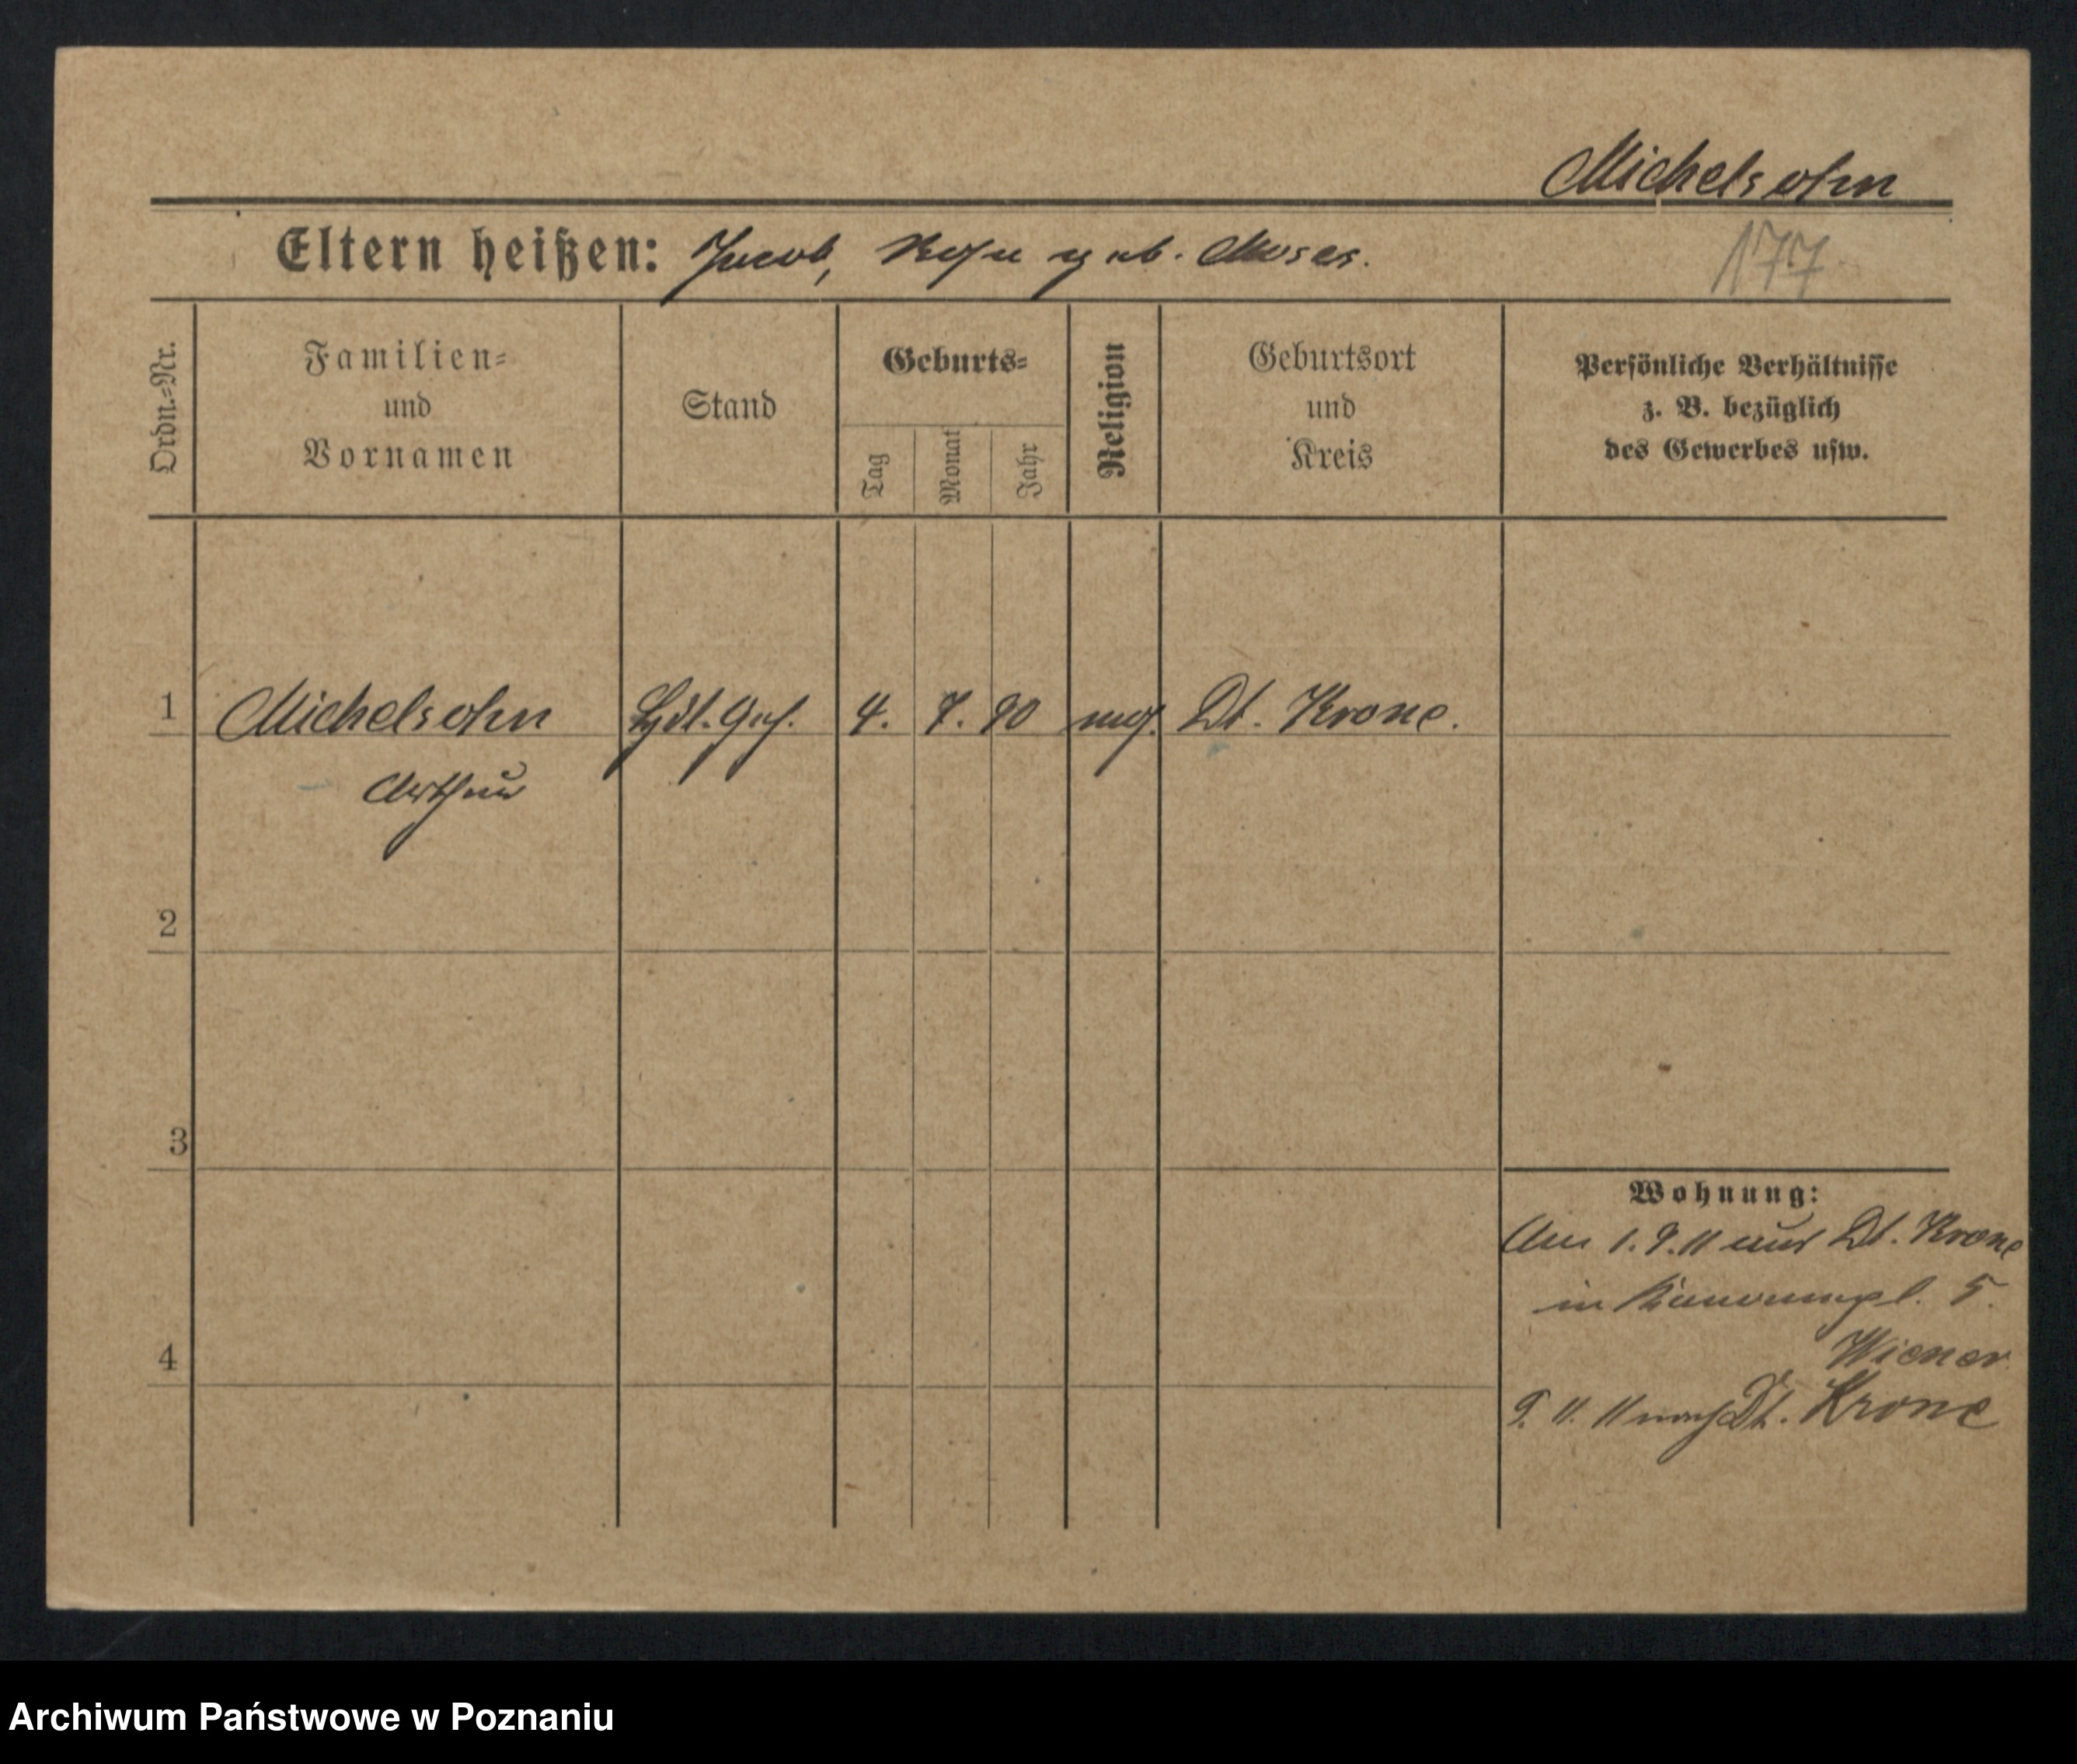 Michelsohn
177
Eltern heißen: Jacob, Rosa geb. Moses.
Ordn.=Nr.
Familien=
und
Vornamen
Stand
Geburts=
Tag
Monat
Jahr
Religion
Geburtsort
und
Kreis
Persönliche Verhältnisse
z. B. bezüglich
des Gewerbes usw.
1 Michelsohn Hdl. Geh. 4. 7. 90 mos. Dt. Krone.
Arthur
2
3
Wohnung:
Am 1.9.11 aus Dt. Krone
in 5.
4
Wiener
9. 11. 11 nach Dt. Krone
Archiwum Państwowe w Poznaniu